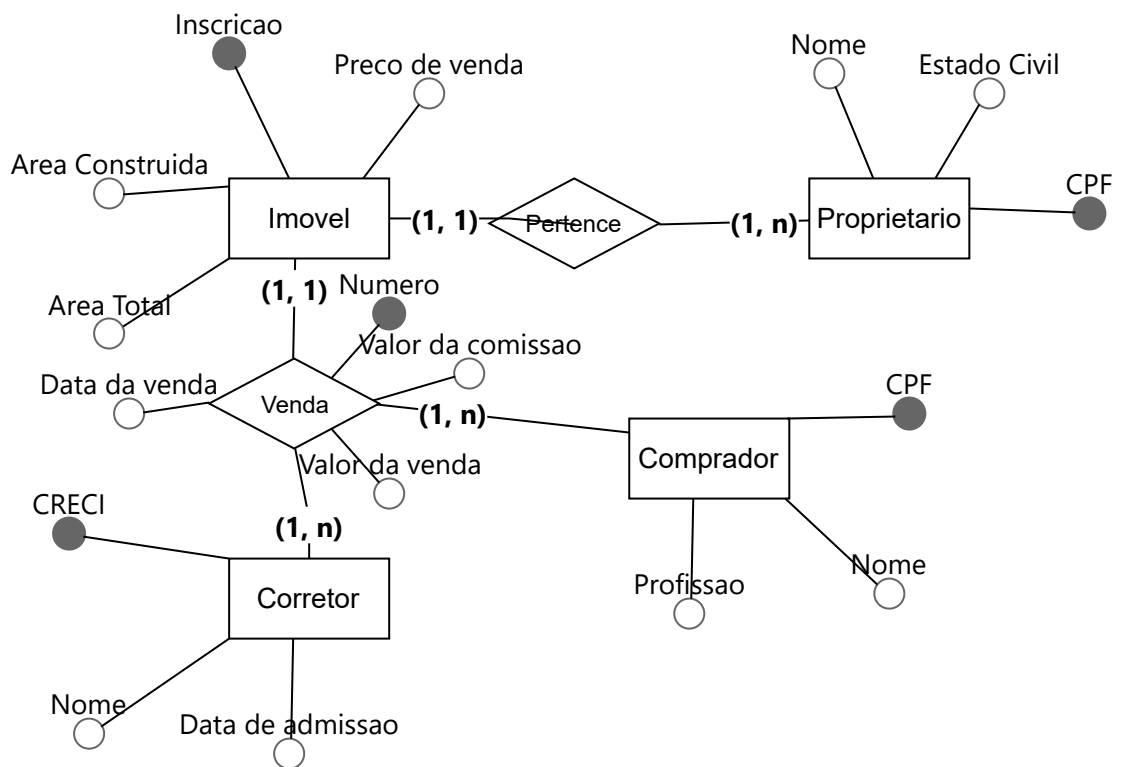 Inscricao
Nome
Preco de venda
Estado Civil
Area Construida
CPF
Imovel
(1, 1)
Pertence
(1, n)
Proprietario
(1, 1)
Numero
Area Total
Valor da comissao
Data da venda
CPF
Venda
(1, n)
Comprador
Valor da venda
CRECI
(1, n)
Nome
Profissao
Corretor
Nome
Data de admissao